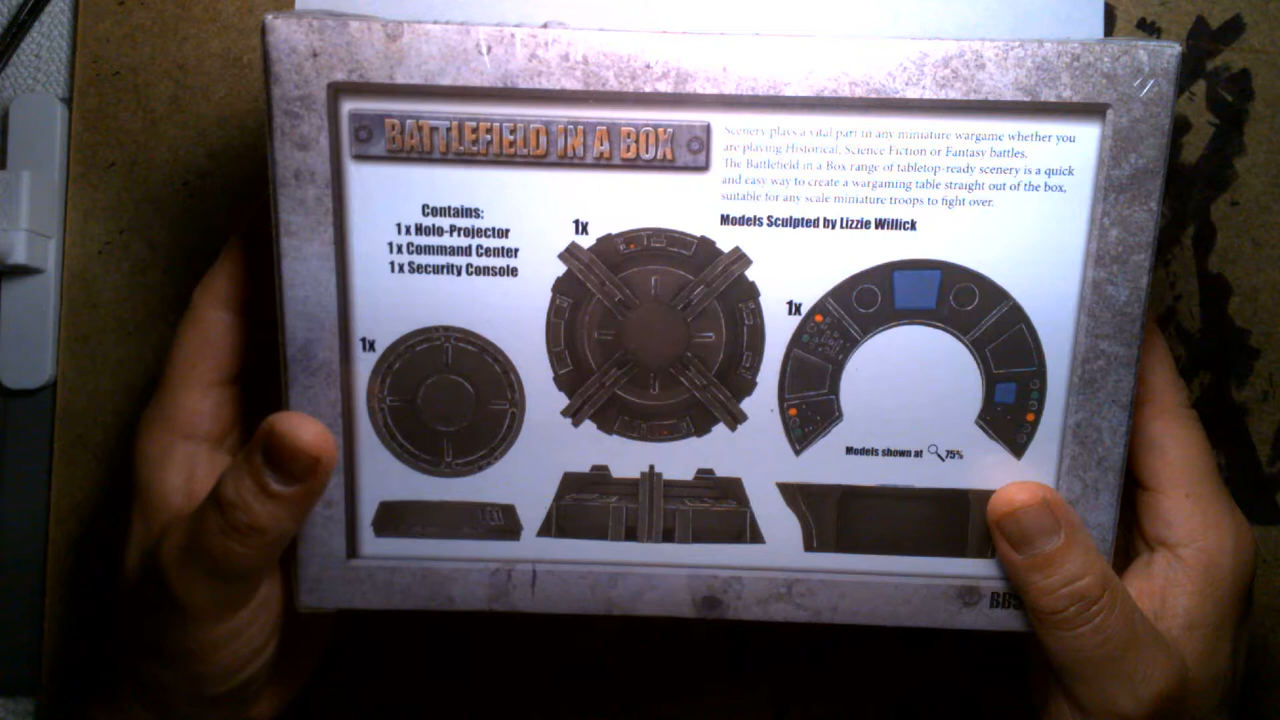 BATTLEFIELD IN A BOX
Scenery plays a vital part in any miniature wargame whether you
are playing Historical, Science Fiction or Fantasy battles.
The Battlefield in a Box range of tabletop-ready scenery is a quick
and easy way to create a wargaming table straight out of the box,
suitable for any scale miniature troops to fight over.
Models Sculpted by Lizzie Willick
Contains:
1 x Holo-Projector
1 x Command Center
1 x Security Console
1x
1x
1x
Models shown at 75%